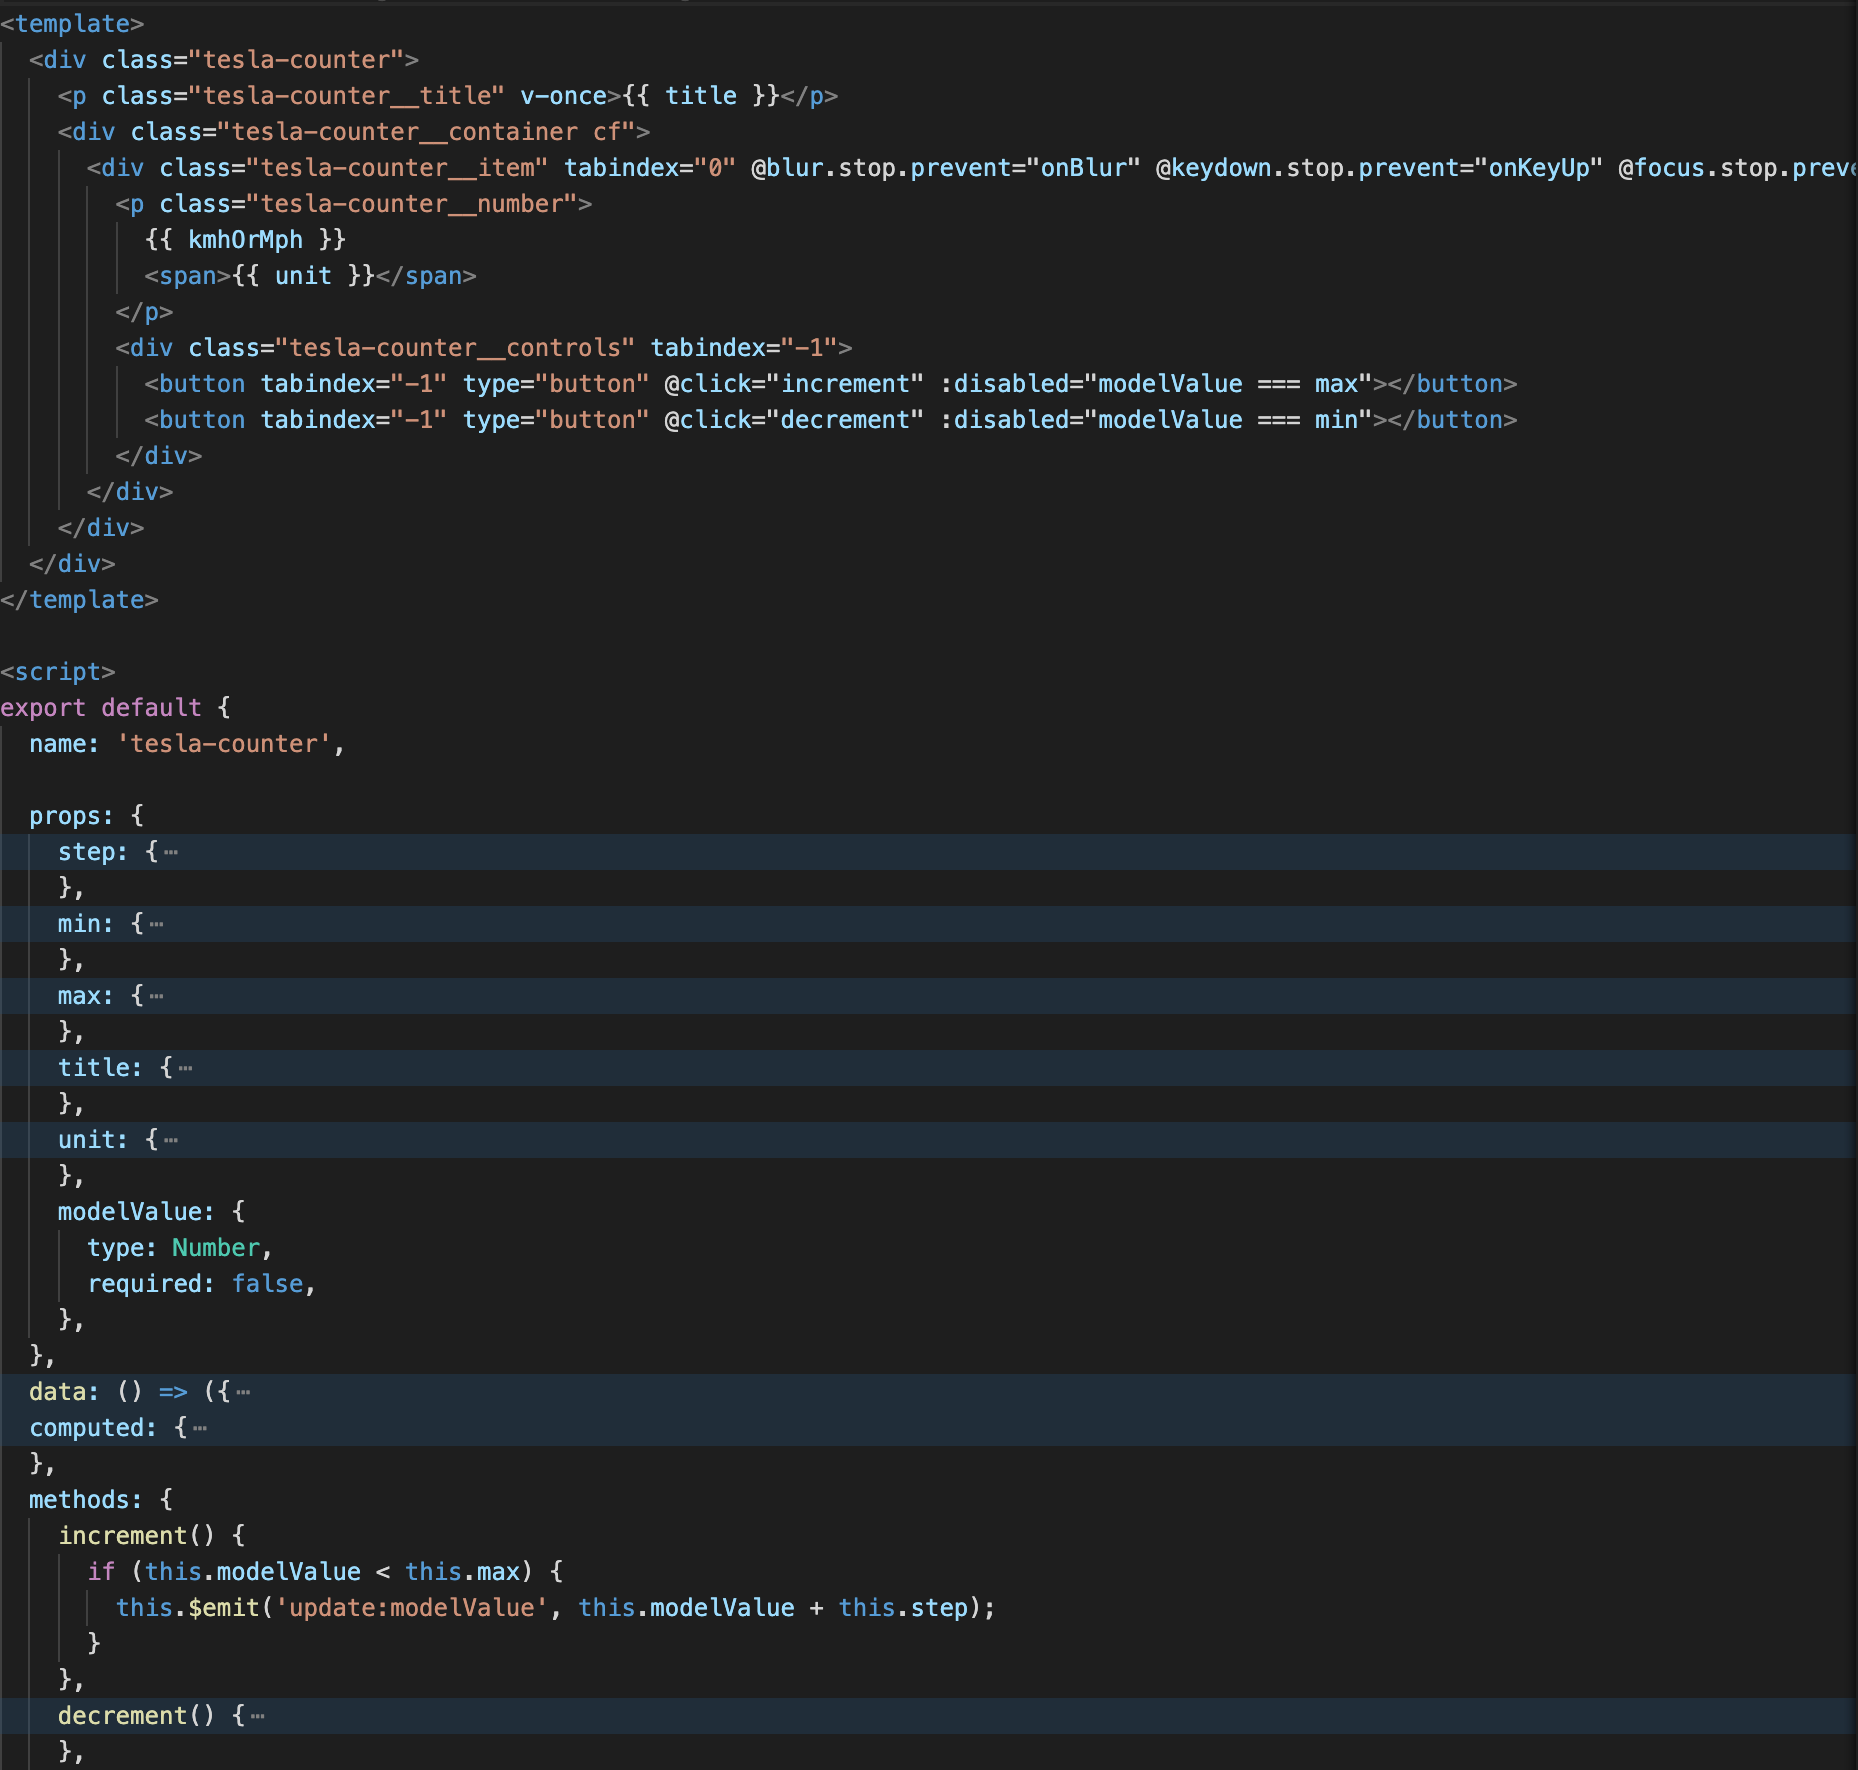 <template>
<div class="tesla-counter">
<p class="tesla-counter__title" v-once>{{ title }}</p>
<div class="tesla-counter__container cf">
<div class="tesla-counter__item" tabindex="0" @blur.stop.prevent="onBlur" @keydown.stop.prevent="onKeyUp" @focus.stop.preve
<p class="tesla-counter__number">
{{ kmhOrMph }}
<span>{{ unit }}</span>
</p>
<div class="tesla-counter__controls" tabindex="-1">
<button tabindex="-1" type="button" @click="increment" :disabled="modelValue === max"></button>
<button tabindex="-1" type="button" @click="decrement" :disabled="modelValue === min"></button>
</div>
</div>
</div>
</div>
</template>
<script>
export default {
name: 'tesla-counter',
props: {
step: {⋯
},
min: {⋯
},
max: {⋯
},
title: {⋯
},
unit: {⋯
},
modelValue: {
type: Number,
required: false,
},
},
data: () => ({⋯
computed: {⋯
},
methods: {
increment() {
if (this.modelValue < this.max) {
this.$emit('update:modelValue', this.modelValue + this.step);
}
},
decrement() {⋯
},